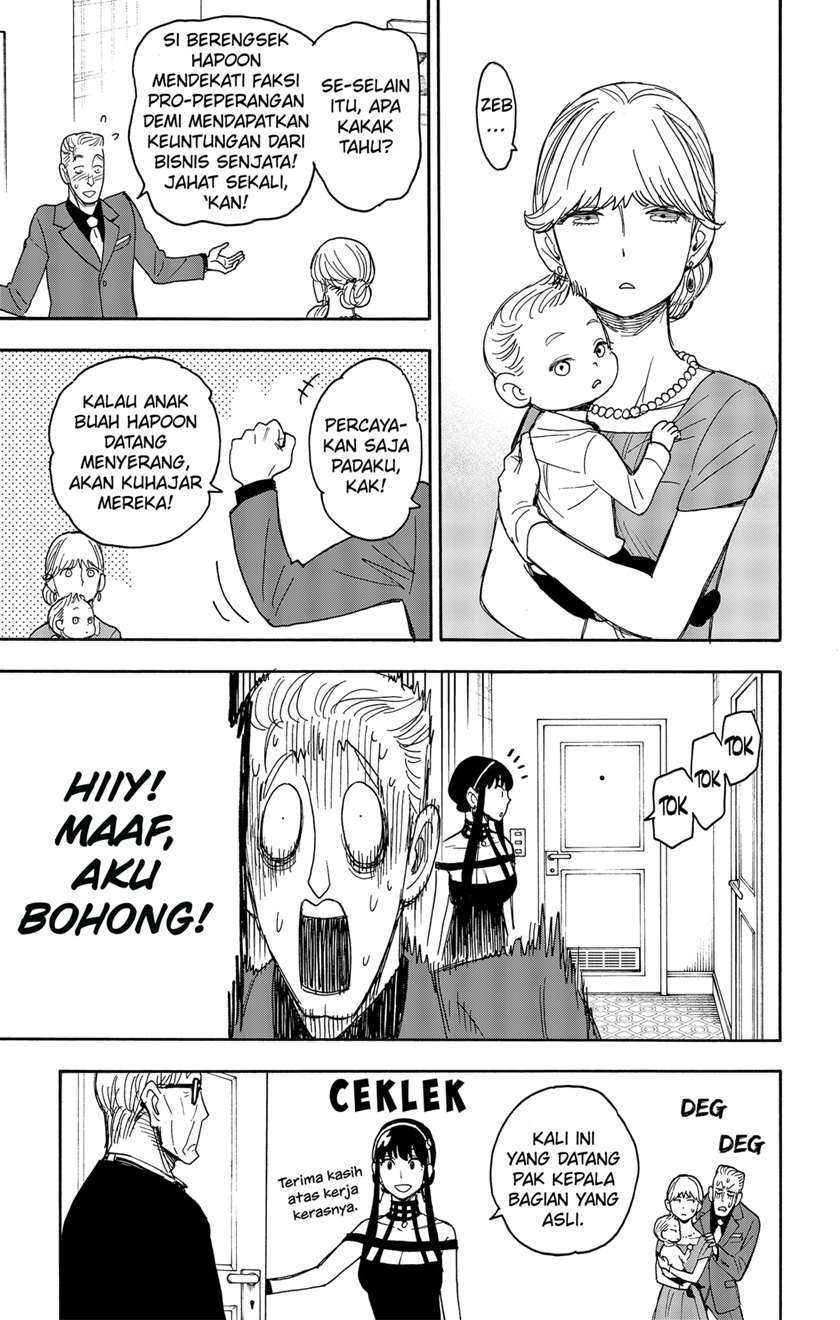 ZEB
...
SE-SELAIN
ITU, APA
KAKAK
TAHU?
SI BERENGSEK
HAPOON
MENDEKATI FAKSI
PRO-PEPERANGAN
DEMI MENDAPATKAN
KEUNTUNGAN DARI
BISNIS SENJATA!
JAHAT SEKALI,
'KAN!
PERCAYA-
KAN SAJA
PADAKU,
KAK!
KALAU ANAK
BUAH HAPOON
DATANG
MENYERANG,
AKAN KUHAJAR
MEREKA!
TOK
TOK
TOK
HIIY!
MAAF,
AKU
BOHONG!
DEG
DEG
KALI INI
YANG DATANG
PAK KEPALA
BAGIAN YANG
ASLI.
CEKLEK
Terima kasih
atas kerja
kerasnya.